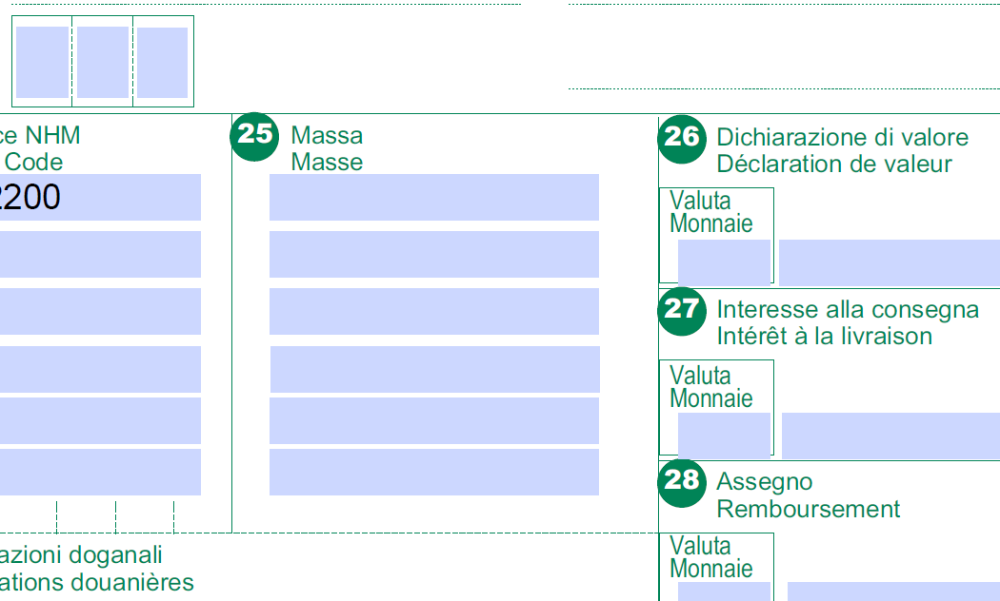 ce NHM
Code
2200
25 Massa
Masse
26 Dichiarazione di valore
Déclaration de valeur
Valuta
Monnaie
27 Interesse alla consegna
Intérêt à la livraison
Valuta
Monnaie
28 Assegno
Remboursement
Valuta
Monnaie
azioni doganali
ations douanières